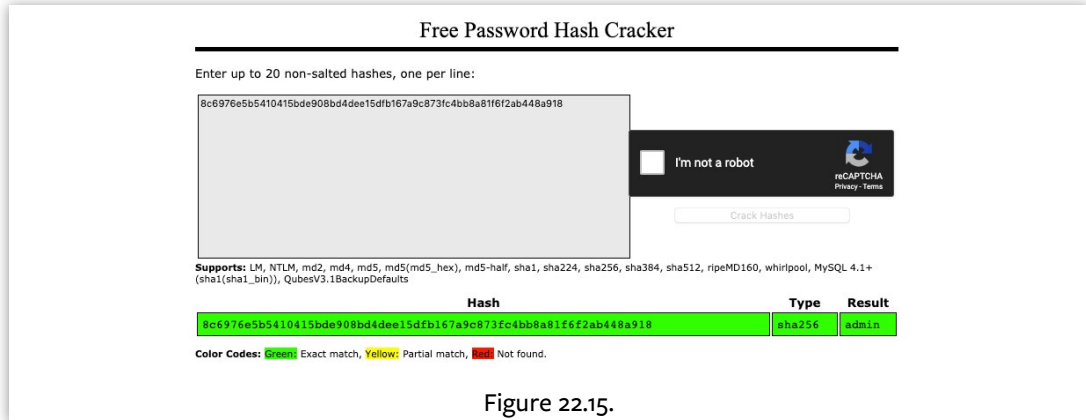 Free Password Hash Cracker
Enter up to 20 non-salted hashes, one per line:
8c6976e5b5410415bde908bd4dee15dfb167a9c873fc4bb8a81f6f2ab448a918
I'm not a robot
reCAPTCHA
Privacy - Terms
Crack Hashes
Supports: LM, NTLM, md2, md4, md5, md5(md5_hex), md5-half, sha1, sha224, sha256, sha384, sha512, ripeMD160, whirlpool, MySQL 4.1+
(sha1(sha1_bin)), QubesV3.1BackupDefaults
Hash Type Result
8c6976e5b5410415bde908bd4dee15dfb167a9c873fc4bb8a81f6f2ab448a918 sha256 admin
Color Codes: Green: Exact match, Yellow: Partial match, Red: Not found.
Figure 22.15.